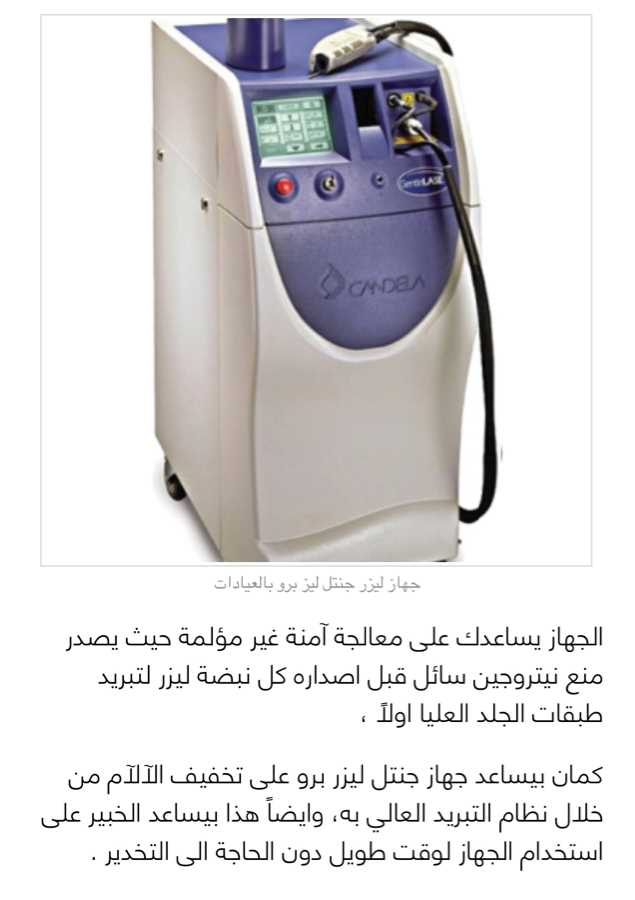 GentleLASE
CANDELA
جهاز ليزر جنتل ليز برو بالعيادات
الجهاز يساعدك على معالجة آمنة غير مؤلمة حيث يصدر
منع نيتروجين سائل قبل اصداره كل نبضة ليزر لتبريد
طبقات الجلد العليا اولاً ،
كمان بيساعد جهاز جنتل ليزر برو على تخفيف الآلآم من
خلال نظام التبريد العالي به، وايضاً هذا بيساعد الخبير على
استخدام الجهاز لوقت طويل دون الحاجة الى التخدير .